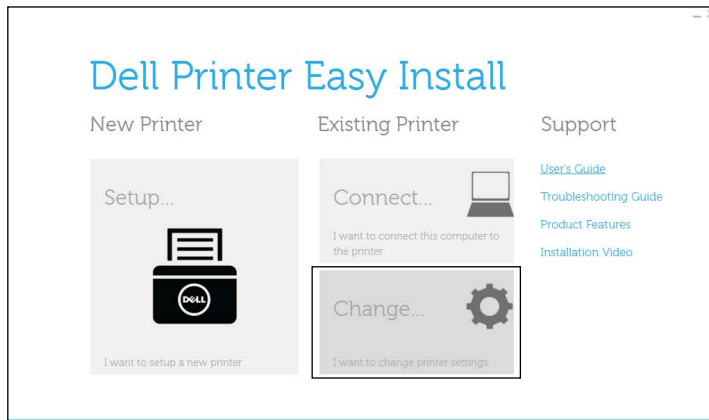 Dell Printer Easy Install
New Printer
Existing Printer
Support
Setup...
DELL
I want to setup a new printer
Connect...
I want to connect this computer to
the printer
Change...
I want to change printer settings
User's Guide
Troubleshooting Guide
Product Features
Installation Video